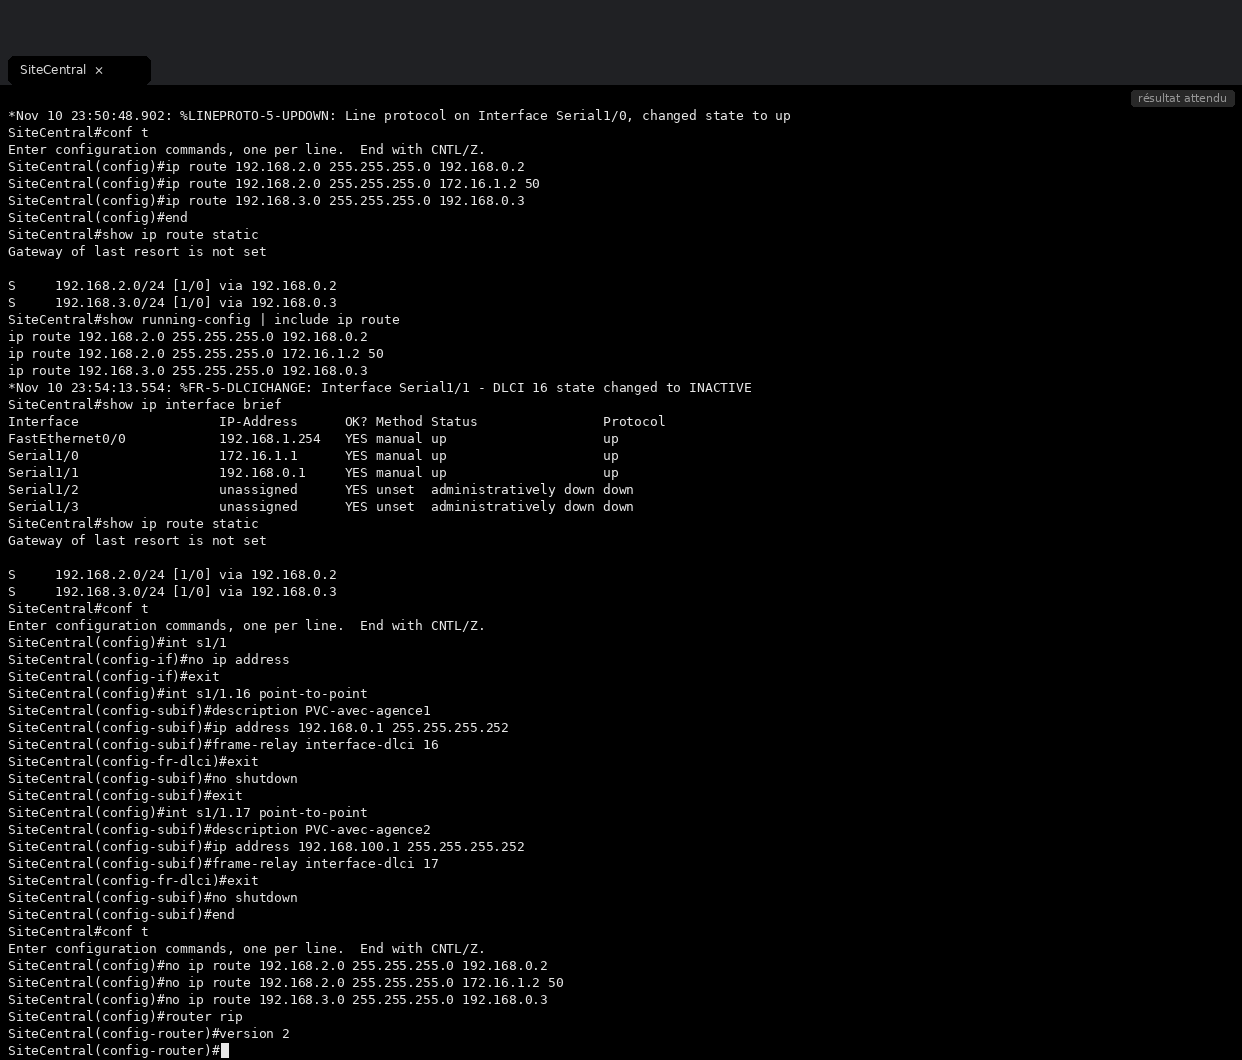 SiteCentral ×
résultat attendu
*Nov 10 23:50:48.902: %LINEPROTO-5-UPDOWN: Line protocol on Interface Serial1/0, changed state to up
SiteCentral#conf t
Enter configuration commands, one per line.  End with CNTL/Z.
SiteCentral(config)#ip route 192.168.2.0 255.255.255.0 192.168.0.2
SiteCentral(config)#ip route 192.168.2.0 255.255.255.0 172.16.1.2 50
SiteCentral(config)#ip route 192.168.3.0 255.255.255.0 192.168.0.3
SiteCentral(config)#end
SiteCentral#show ip route static
Gateway of last resort is not set

S     192.168.2.0/24 [1/0] via 192.168.0.2
S     192.168.3.0/24 [1/0] via 192.168.0.3
SiteCentral#show running-config | include ip route
ip route 192.168.2.0 255.255.255.0 192.168.0.2
ip route 192.168.2.0 255.255.255.0 172.16.1.2 50
ip route 192.168.3.0 255.255.255.0 192.168.0.3
*Nov 10 23:54:13.554: %FR-5-DLCICHANGE: Interface Serial1/1 - DLCI 16 state changed to INACTIVE
SiteCentral#show ip interface brief
Interface                  IP-Address      OK? Method Status                Protocol
FastEthernet0/0            192.168.1.254   YES manual up                    up
Serial1/0                  172.16.1.1      YES manual up                    up
Serial1/1                  192.168.0.1     YES manual up                    up
Serial1/2                  unassigned      YES unset  administratively down down
Serial1/3                  unassigned      YES unset  administratively down down
SiteCentral#show ip route static
Gateway of last resort is not set

S     192.168.2.0/24 [1/0] via 192.168.0.2
S     192.168.3.0/24 [1/0] via 192.168.0.3
SiteCentral#conf t
Enter configuration commands, one per line.  End with CNTL/Z.
SiteCentral(config)#int s1/1
SiteCentral(config-if)#no ip address
SiteCentral(config-if)#exit
SiteCentral(config)#int s1/1.16 point-to-point
SiteCentral(config-subif)#description PVC-avec-agence1
SiteCentral(config-subif)#ip address 192.168.0.1 255.255.255.252
SiteCentral(config-subif)#frame-relay interface-dlci 16
SiteCentral(config-fr-dlci)#exit
SiteCentral(config-subif)#no shutdown
SiteCentral(config-subif)#exit
SiteCentral(config)#int s1/1.17 point-to-point
SiteCentral(config-subif)#description PVC-avec-agence2
SiteCentral(config-subif)#ip address 192.168.100.1 255.255.255.252
SiteCentral(config-subif)#frame-relay interface-dlci 17
SiteCentral(config-fr-dlci)#exit
SiteCentral(config-subif)#no shutdown
SiteCentral(config-subif)#end
SiteCentral#conf t
Enter configuration commands, one per line.  End with CNTL/Z.
SiteCentral(config)#no ip route 192.168.2.0 255.255.255.0 192.168.0.2
SiteCentral(config)#no ip route 192.168.2.0 255.255.255.0 172.16.1.2 50
SiteCentral(config)#no ip route 192.168.3.0 255.255.255.0 192.168.0.3
SiteCentral(config)#router rip
SiteCentral(config-router)#version 2
SiteCentral(config-router)#